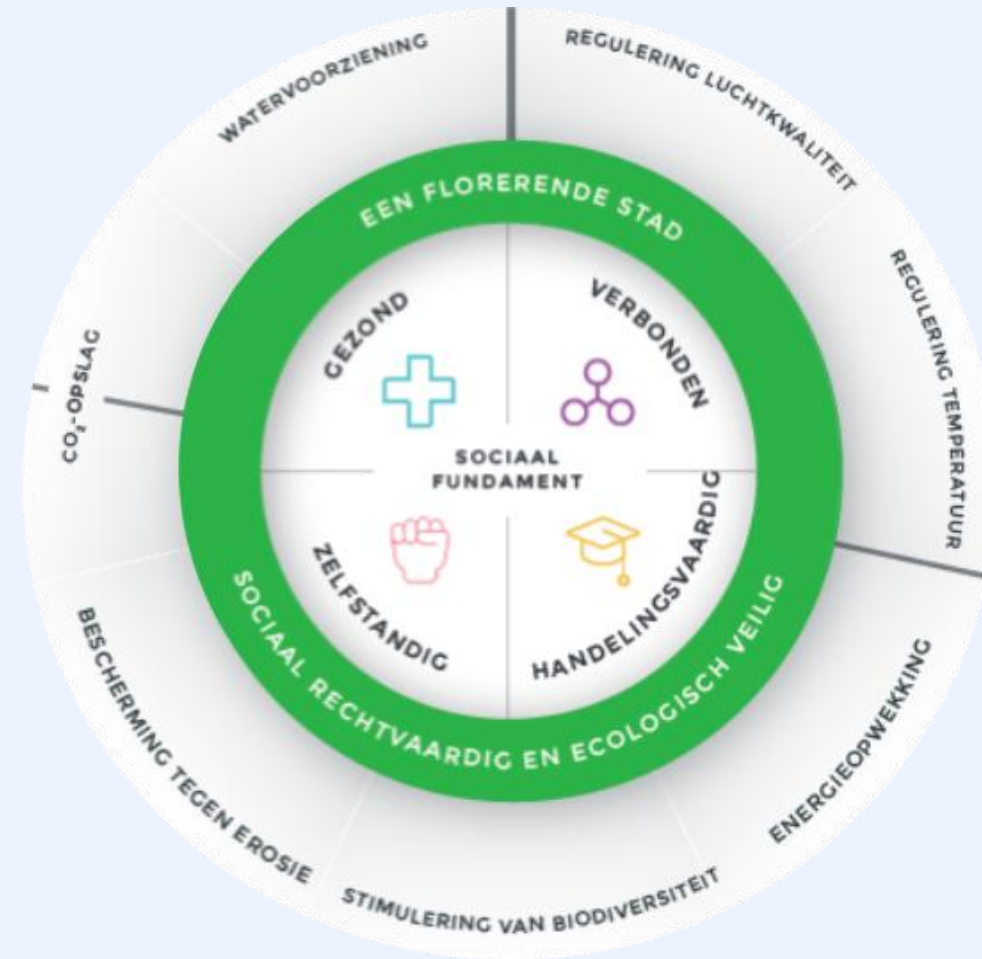 WATERVOORZIENING
REGULERING LUCHTKWALITEIT
REGULERING TEMPERATUUR
ENERGIEOPWEKKING
STIMULERING VAN BIODIVERSITEIT
BESCHERMING TEGEN EROSIE
CO₂-OPSLAG
EEN FLORERENDE STAD
SOCIAAL RECHTVAARDIG EN ECOLOGISCH VEILIG
GEZOND
VERBONDEN
SOCIAAL
FUNDAMENT
ZELFSTANDIG
HANDELINGSVAARDIG